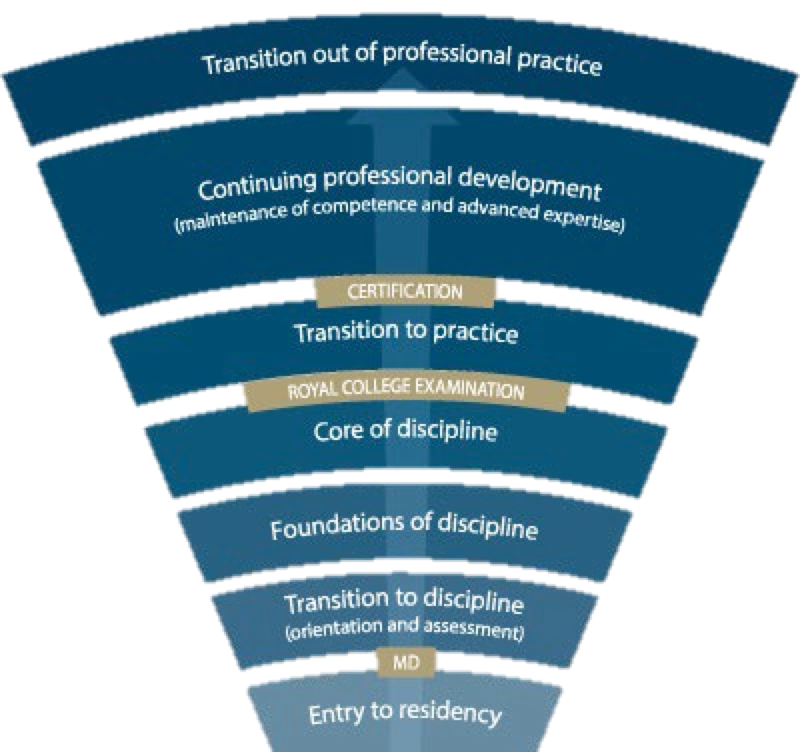 Transition out of professional practice
Continuing professional development
(maintenance of competence and advanced expertise)
CERTIFICATION
Transition to practice
ROYAL COLLEGE EXAMINATION
Core of discipline
Foundations of discipline
Transition to discipline
(orientation and assessment)
MD
Entry to residency